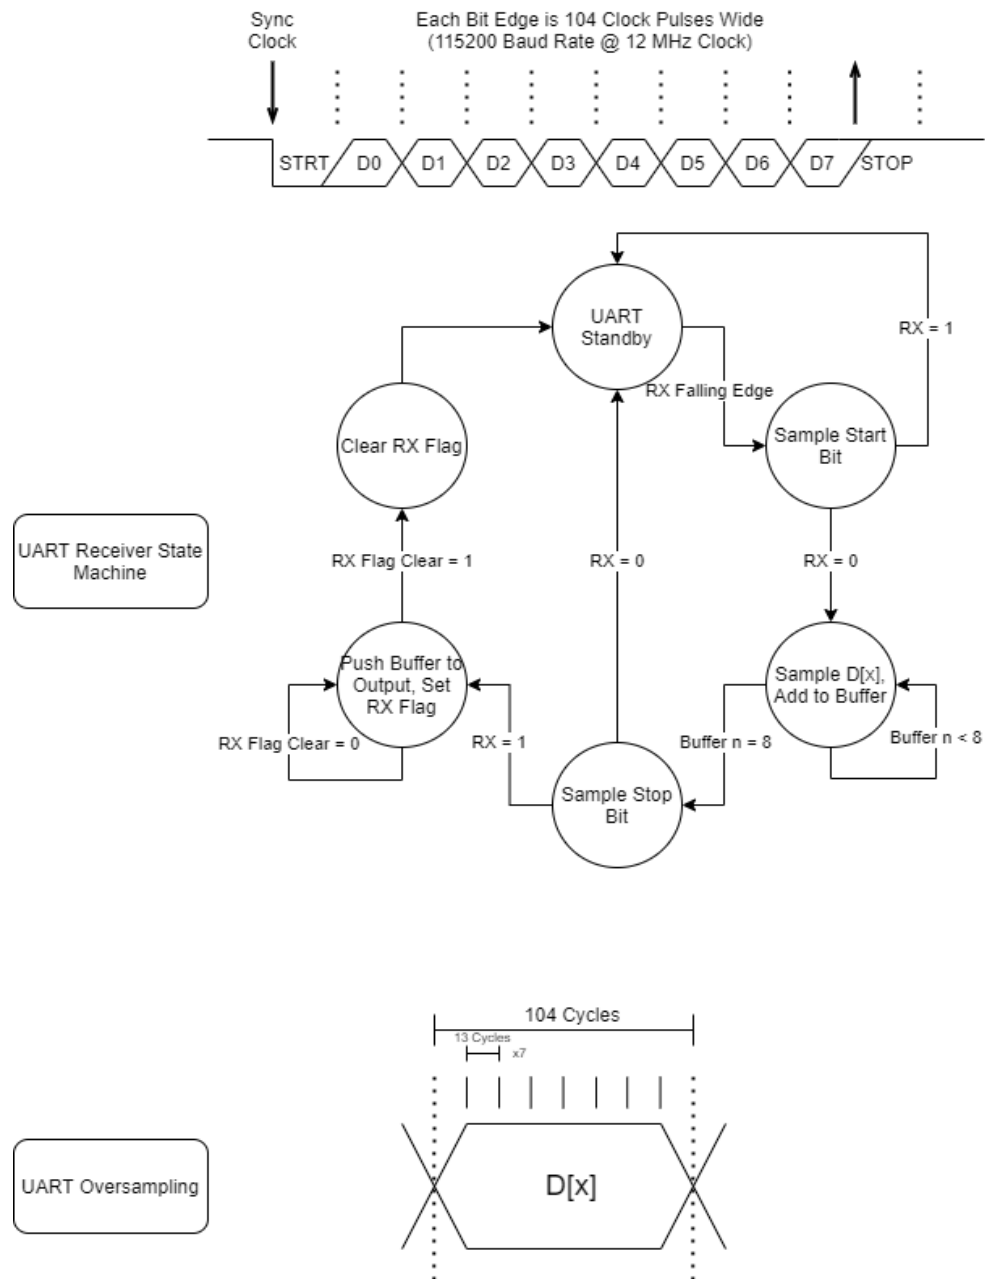 Sync
Clock
Each Bit Edge is 104 Clock Pulses Wide
(115200 Baud Rate @ 12 MHz Clock)
STRT
D0
D1
D2
D3
D4
D5
D6
D7
STOP
UART
Standby
RX = 1
RX Falling Edge
Sample Start
Bit
Clear RX Flag
UART Receiver State
Machine
RX Flag Clear = 1
RX = 0
RX = 0
Push Buffer to
Output, Set
RX Flag
Sample D[x],
Add to Buffer
RX Flag Clear = 0
RX = 1
Buffer n = 8
Buffer n < 8
Sample Stop
Bit
104 Cycles
13 Cycles
x7
D[x]
UART Oversampling